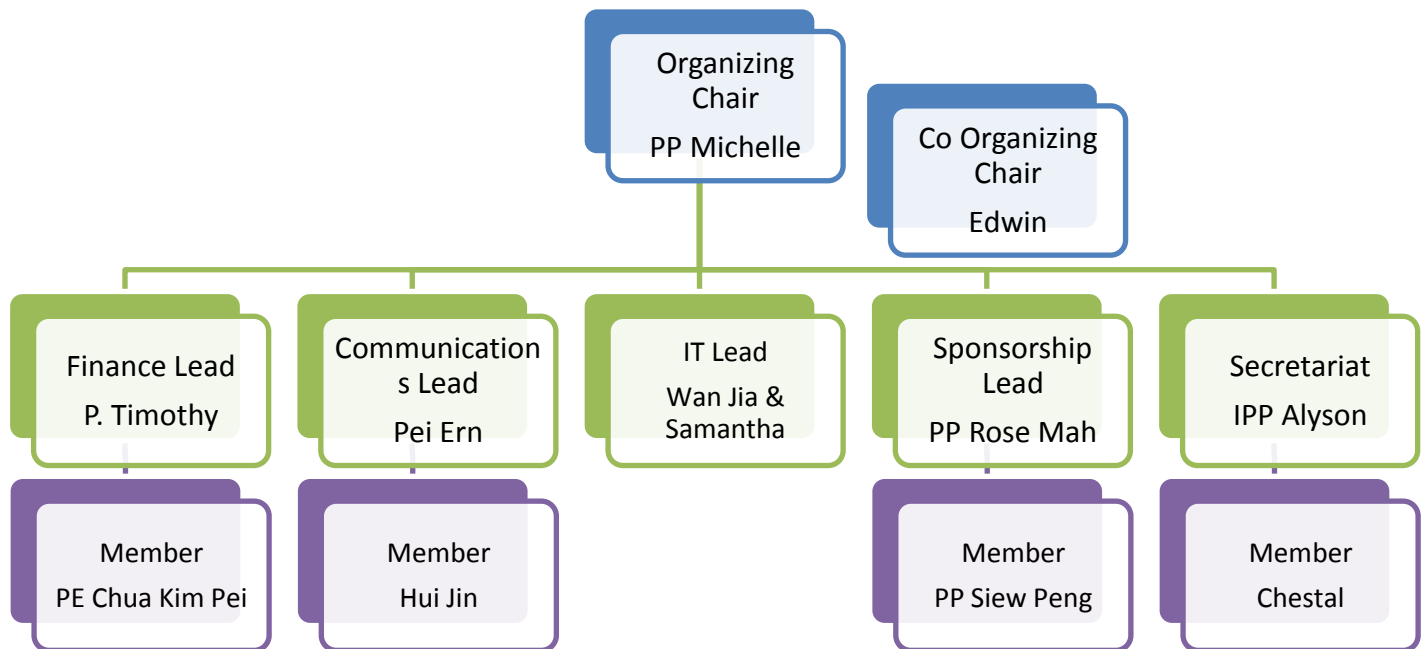 Organizing
Chair
PP Michelle
Co Organizing
Chair
Edwin
Finance Lead
P. Timothy
Communication
s Lead
Pei Ern
IT Lead
Wan Jia &
Samantha
Sponsorship
Lead
PP Rose Mah
Secretariat
IPP Alyson
Member
PE Chua Kim Pei
Member
Hui Jin
Member
PP Siew Peng
Member
Chestal